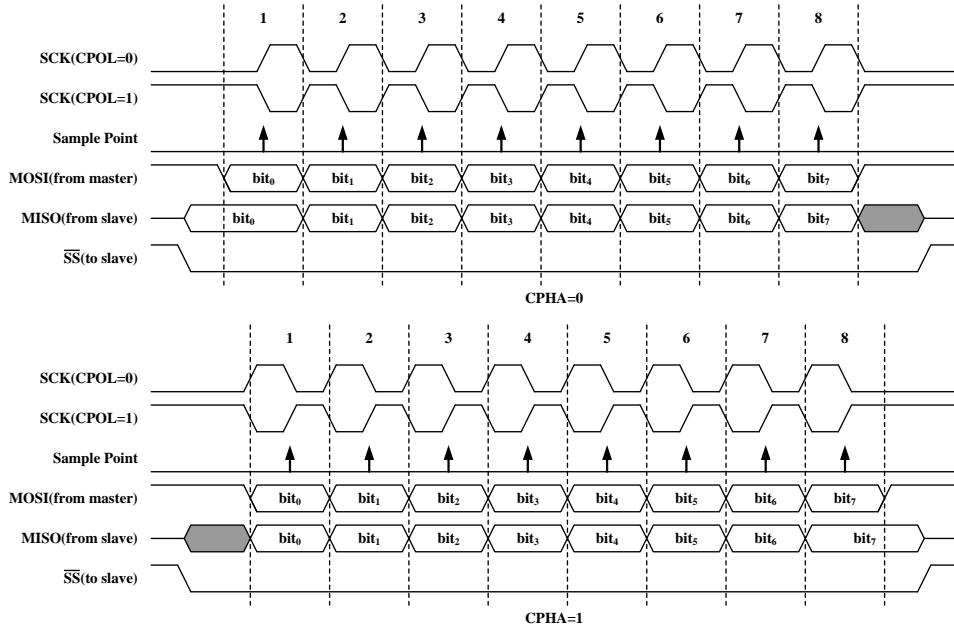 1 2 3 4 5 6 7 8
SCK(CPOL=0)
SCK(CPOL=1)
Sample Point
MOSI(from master) bit₀ bit₁ bit₂ bit₃ bit₄ bit₅ bit₆ bit₇
MISO(from slave) bit₀ bit₁ bit₂ bit₃ bit₄ bit₅ bit₆ bit₇
S̅S̅(to slave)
CPHA=0
1 2 3 4 5 6 7 8
SCK(CPOL=0)
SCK(CPOL=1)
Sample Point
MOSI(from master) bit₀ bit₁ bit₂ bit₃ bit₄ bit₅ bit₆ bit₇
MISO(from slave) bit₀ bit₁ bit₂ bit₃ bit₄ bit₅ bit₆ bit₇
S̅S̅(to slave)
CPHA=1